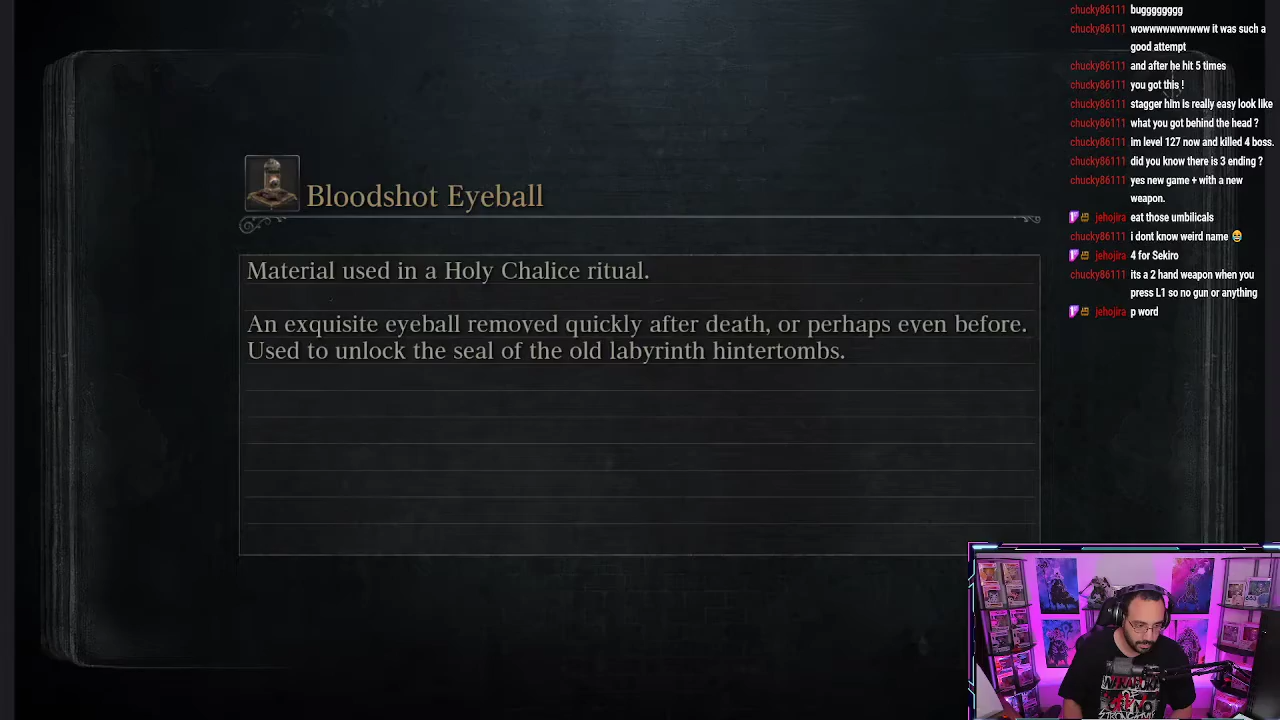 Bloodshot Eyeball
Material used in a Holy Chalice ritual.
An exquisite eyeball removed quickly after death, or perhaps even before.
Used to unlock the seal of the old labyrinth hintertombs.
chucky86111 buggggggg
chucky86111 wowwwwwwwwww it was such a
good attempt
chucky86111 and after he hit 5 times
chucky86111 you got this !
chucky86111 stagger him is really easy look like
chucky86111 what you got behind the head ?
chucky86111 im level 127 now and killed 4 boss.
chucky86111 did you know there is 3 ending ?
chucky86111 yes new game + with a new
weapon.
jehojira eat those umbilicals
chucky86111 i dont know weird name 😂
jehojira 4 for Sekiro
chucky86111 its a 2 hand weapon when you
press L1 so no gun or anything
jehojira p word